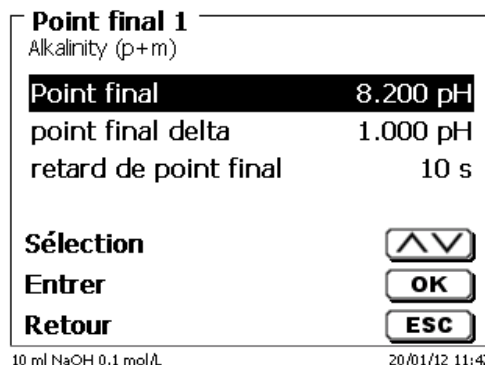 Point final 1
Alkalinity (p+m)
Point final 8.200 pH
point final delta 1.000 pH
retard de point final 10 s
Sélection
Entrer OK
Retour ESC
10 ml NaOH 0.1 mol/L 20/01/12